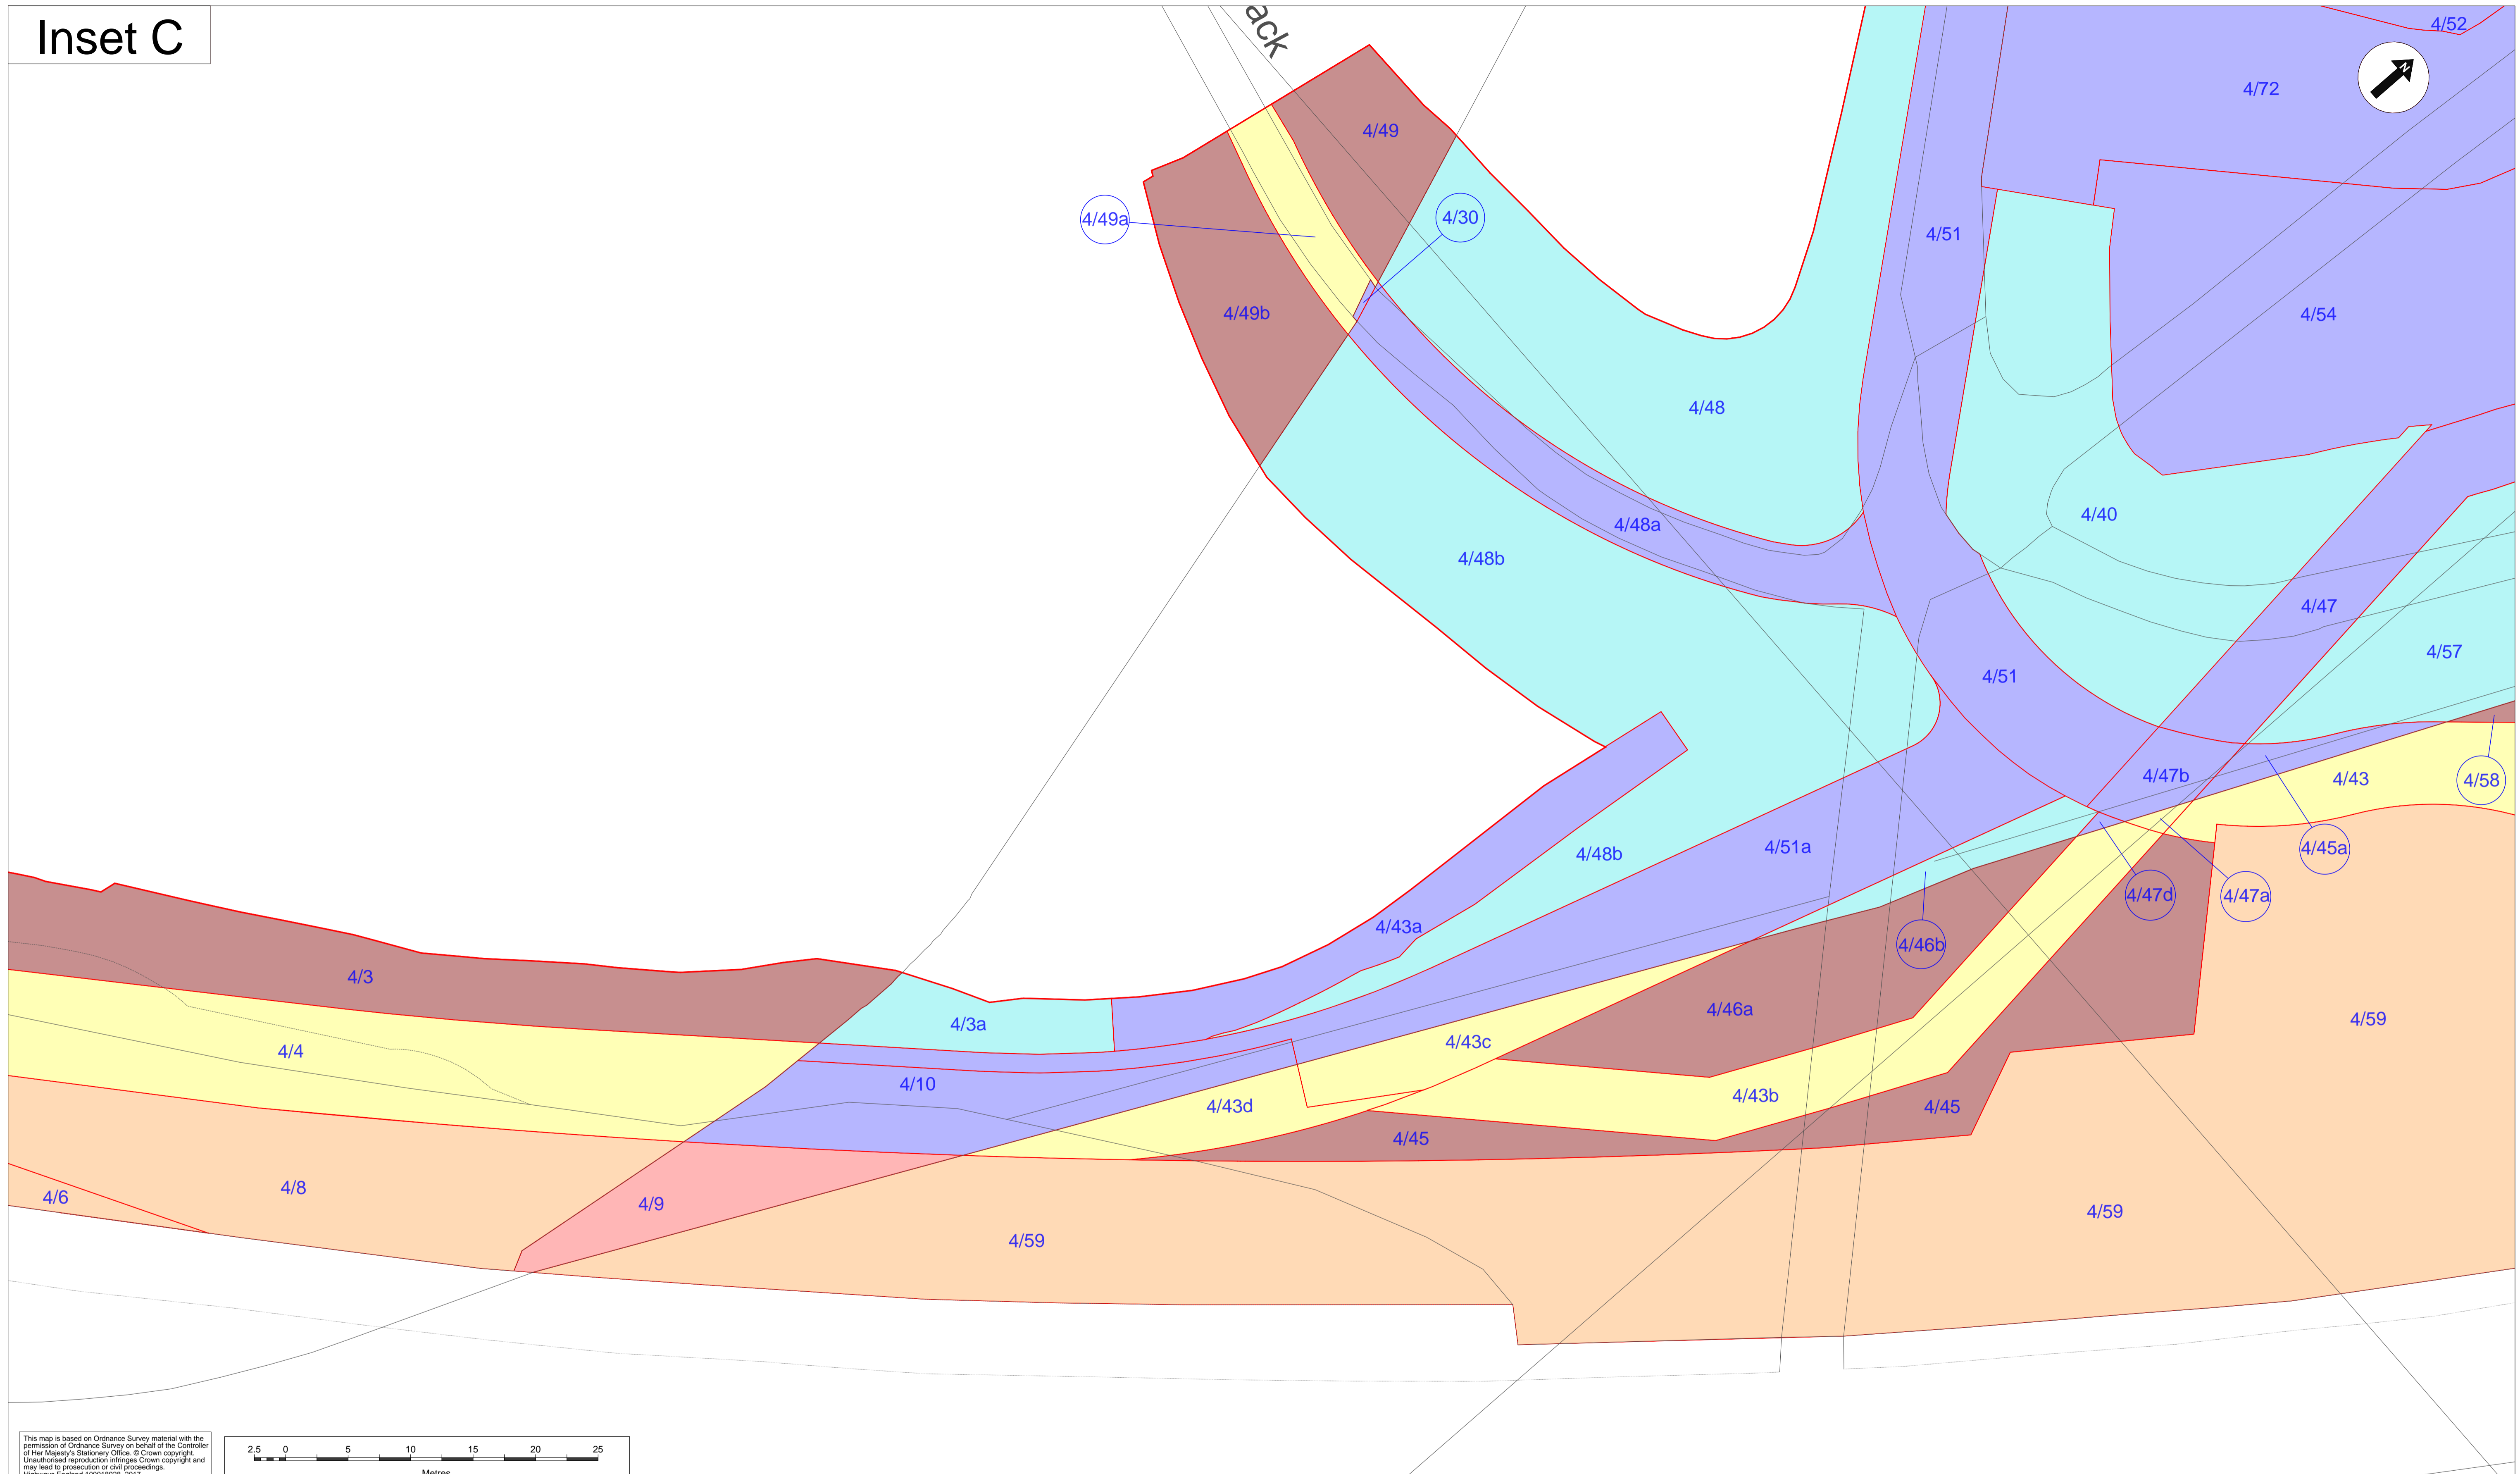 Inset C
ack
N
4/52
4/72
4/49
4/49a
4/30
4/51
4/49b
4/54
4/48
4/48a
4/40
4/48b
4/47
4/57
4/51
4/47b
4/43
4/58
4/51a
4/48b
4/45a
4/47d
4/47a
4/43a
4/46b
4/3
4/46a
4/59
4/3a
4/43c
4/4
4/10
4/43b
4/43d
4/45
4/45
4/8
4/6
4/9
4/59
4/59
This map is based on Ordnance Survey material with the
permission of Ordnance Survey on behalf of the Controller
of Her Majesty's Stationery Office. © Crown copyright.
Unauthorised reproduction infringes Crown copyright and
may lead to prosecution or civil proceedings.
Highways England 100018928. 2017
2.5 0 5 10 15 20 25
Metres